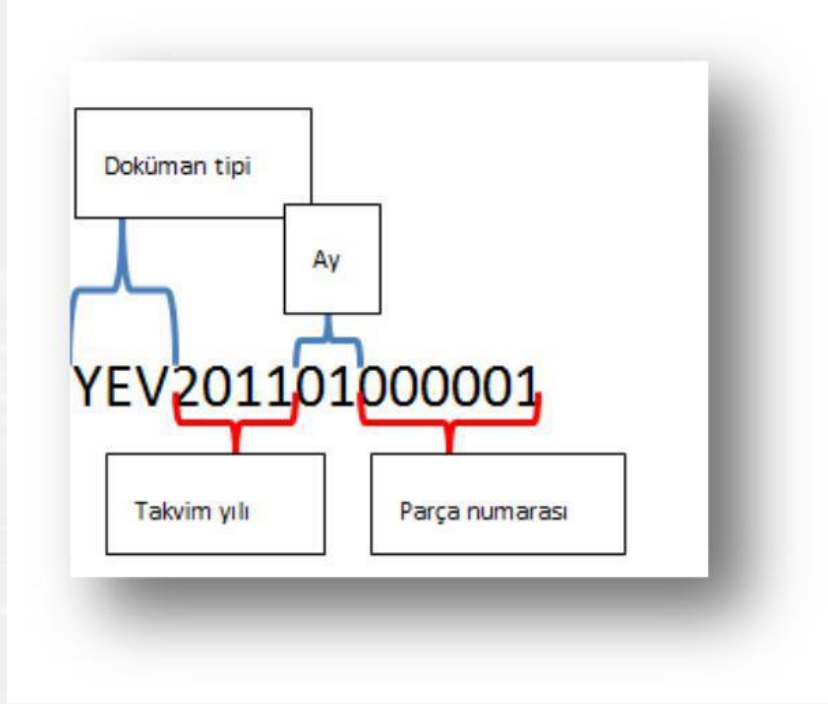 Doküman tipi
Ay
YEV201101000001
Takvim yılı
Parça numarası